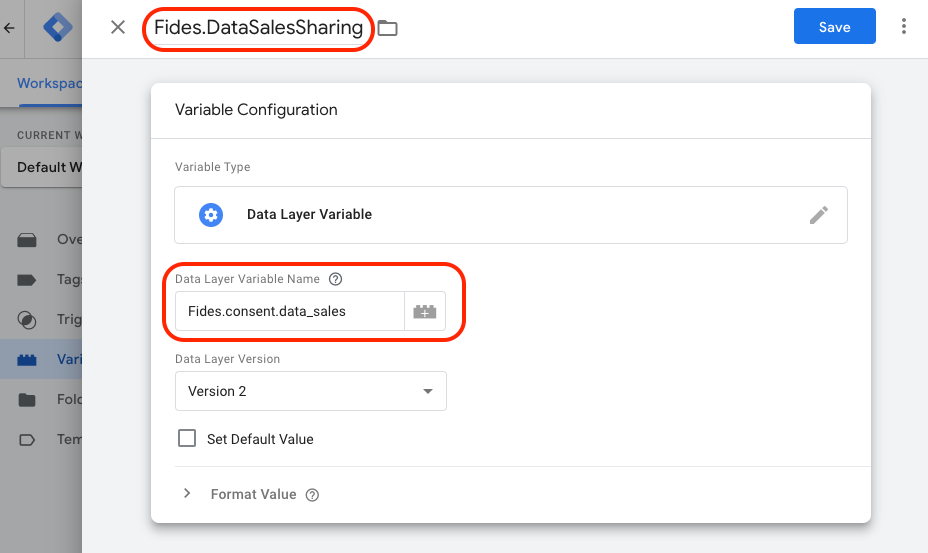 Fides.DataSalesSharing
Save
Workspac
Variable Configuration
CURRENT W
Variable Type
Default W
Data Layer Variable
Ove
Tags
Data Layer Variable Name
Fides.consent.data_sales
Trig
Data Layer Version
Vari
Version 2
Fold
Tem
Set Default Value
Format Value